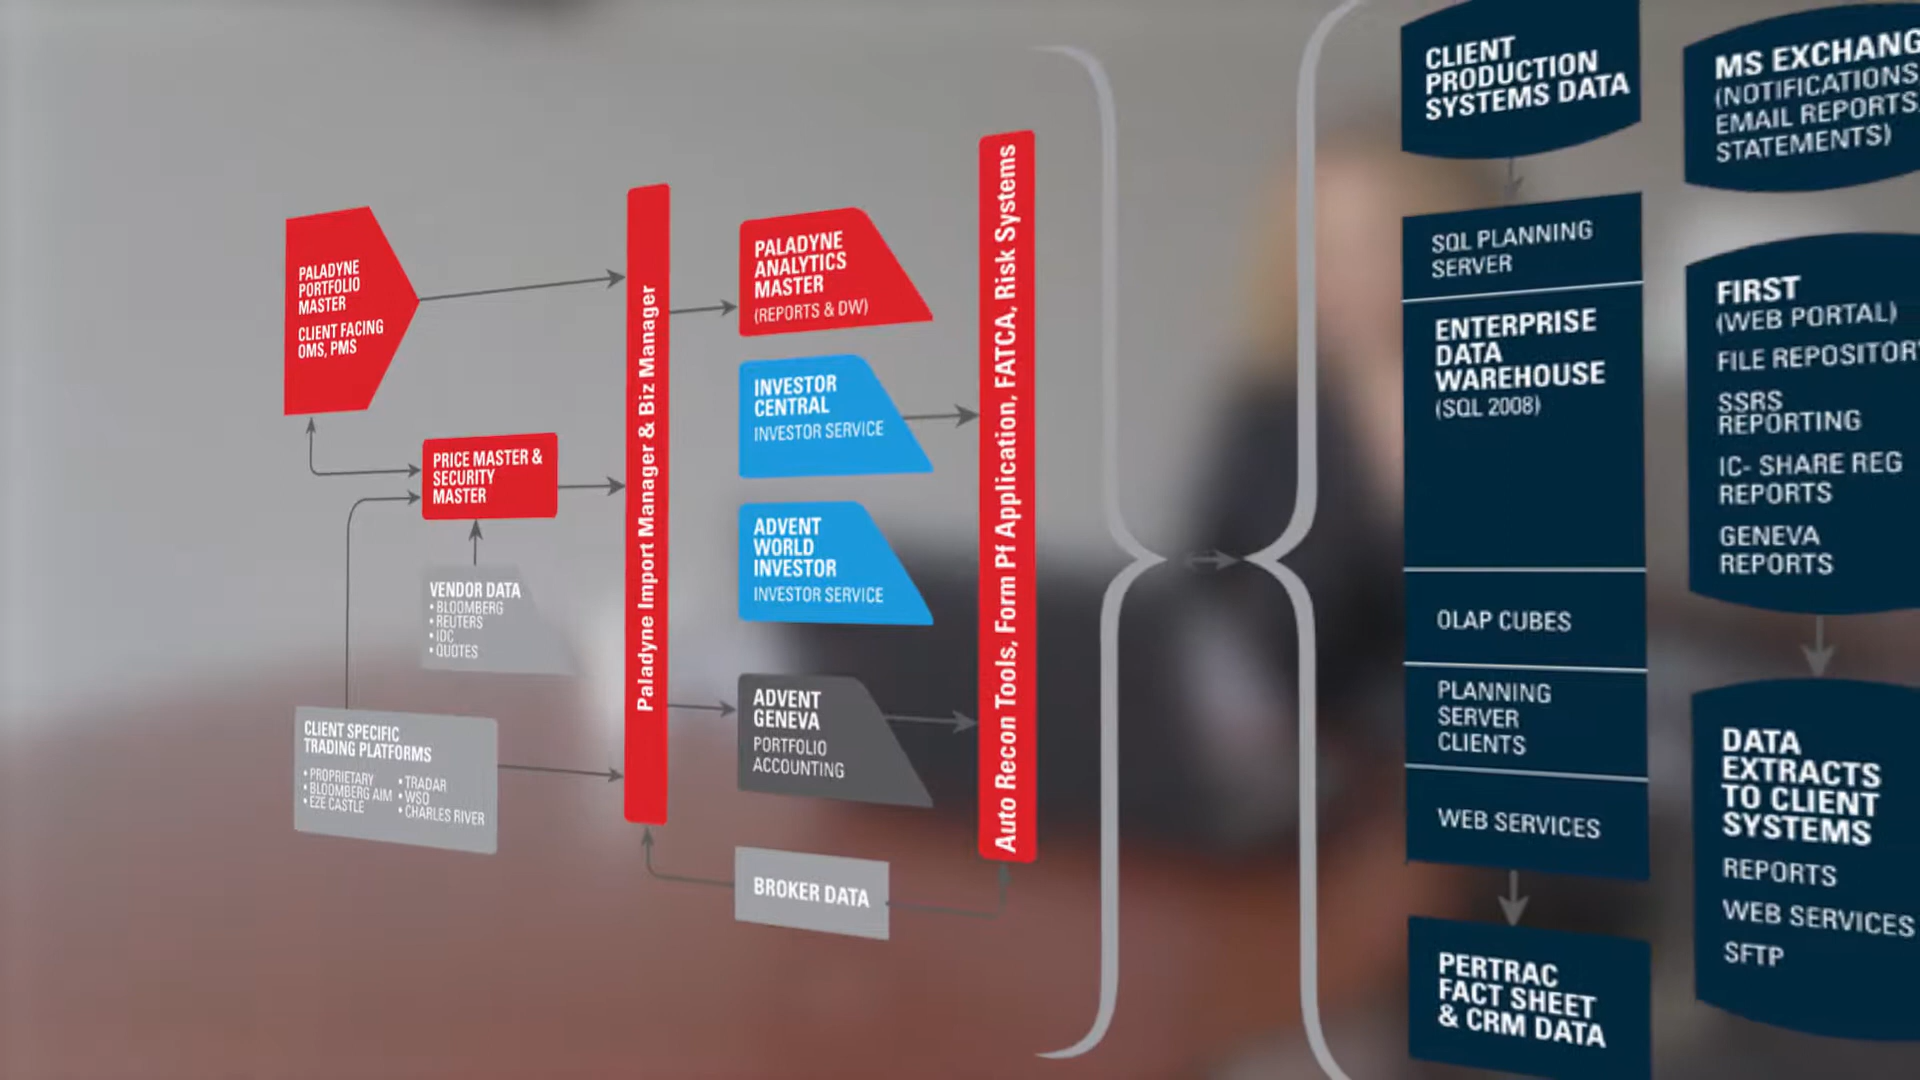 PALADYNE
PORTFOLIO
MASTER
CLIENT FACING
OMS, PMS
PRICE MASTER &
SECURITY
MASTER
VENDOR DATA
• BLOOMBERG
• REUTERS
• IDC
• QUOTES
CLIENT SPECIFIC
TRADING PLATFORMS
• PROPRIETARY
• BLOOMBERG AIM
• EZE CASTLE
• TRADAR
• WSO
• CHARLES RIVER
Paladyne Import Manager & Biz Manager
PALADYNE
ANALYTICS
MASTER
(REPORTS & DW)
INVESTOR
CENTRAL
INVESTOR SERVICE
ADVENT
WORLD
INVESTOR
INVESTOR SERVICE
ADVENT
GENEVA
PORTFOLIO
ACCOUNTING
BROKER DATA
Auto Recon Tools, Form Pf Application, FATCA, Risk Systems
CLIENT
PRODUCTION
SYSTEMS DATA
SQL PLANNING
SERVER
ENTERPRISE
DATA
WAREHOUSE
(SQL 2008)
OLAP CUBES
PLANNING
SERVER
CLIENTS
WEB SERVICES
PERTRAC
FACT SHEET
& CRM DATA
MS EXCHANG
(NOTIFICATIONS
EMAIL REPORTS,
STATEMENTS)
FIRST
(WEB PORTAL)
FILE REPOSITORY
SSRS
REPORTING
IC- SHARE REG
REPORTS
GENEVA
REPORTS
DATA
EXTRACTS
TO CLIENT
SYSTEMS
REPORTS
WEB SERVICES
SFTP